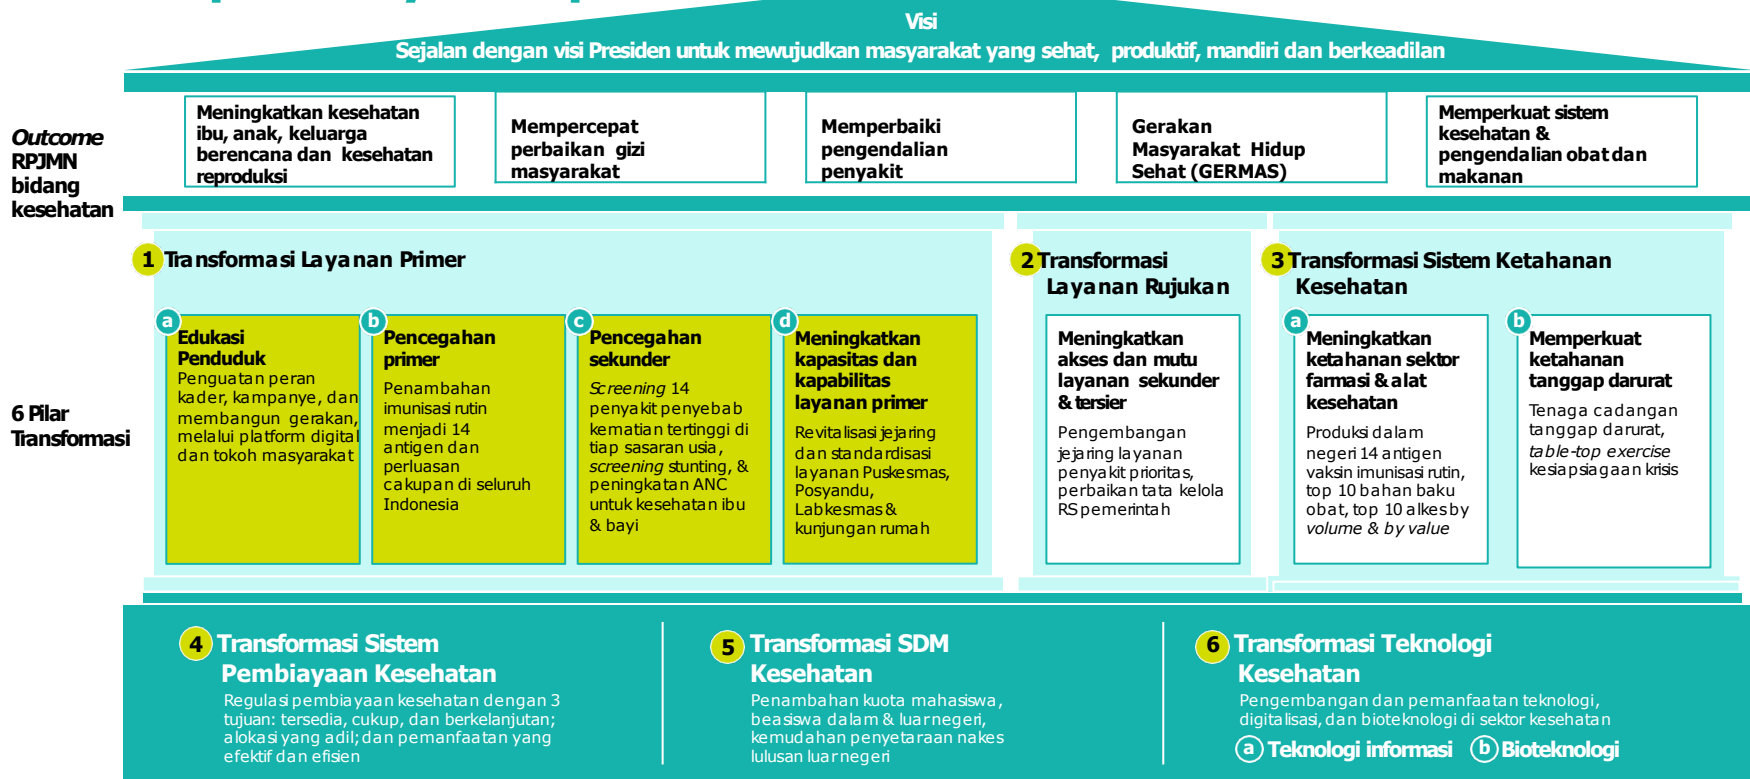 Visi
Sejalan dengan visi Presiden untuk mewujudkan masyarakat yang sehat, produktif, mandiri dan berkeadilan
Outcome
RPJMN
bidang
kesehatan
Meningkatkan kesehatan
ibu, anak, keluarga
berencana dan kesehatan
reproduksi
Mempercepat
perbaikan gizi
masyarakat
Memperbaiki
pengendalian
penyakit
Gerakan
Masyarakat Hidup
Sehat (GERMAS)
Memperkuat sistem
kesehatan &
pengendalian obat dan
makanan
6 Pilar
Transformasi
1 Transformasi Layanan Primer
a
Edukasi
Penduduk
Penguatan peran
kader, kampanye, dan
membangun gerakan,
melalui platform digital
dan tokoh masyarakat
b
Pencegahan
primer
Penambahan
imunisasi rutin
menjadi 14
antigen dan
perluasan
cakupan di seluruh
Indonesia
c
Pencegahan
sekunder
Screening 14
penyakit penyebab
kematian tertinggi di
tiap sasaran usia,
screening stunting, &
peningkatan ANC
untuk kesehatan ibu
& bayi
d
Meningkatkan
kapasitas dan
kapabilitas
layanan primer
Revitalisasi jejaring
dan standardisasi
layanan Puskesmas,
Posyandu,
Labkesmas &
kunjungan rumah
2 Transformasi
Layanan Rujukan
Meningkatkan
akses dan mutu
layanan sekunder
& tersier
Pengembangan
jejaring layanan
penyakit prioritas,
perbaikan tata kelola
RS pemerintah
3 Transformasi Sistem Ketahanan
Kesehatan
a
Meningkatkan
ketahanan sektor
farmasi & alat
kesehatan
Produksi dalam
negeri 14 antigen
vaksin imunisasi rutin,
top 10 bahan baku
obat, top 10 alkes by
volume & by value
b
Memperkuat
ketahanan
tanggap darurat
Tenaga cadangan
tanggap darurat,
table-top exercise
kesiapsiagaan krisis
4 Transformasi Sistem
Pembiayaan Kesehatan
Regulasi pembiayaan kesehatan dengan 3
tujuan: tersedia, cukup, dan berkelanjutan;
alokasi yang adil; dan pemanfaatan yang
efektif dan efisien
5 Transformasi SDM
Kesehatan
Penambahan kuota mahasiswa,
beasiswa dalam & luar negeri,
kemudahan penyetaraan nakes
lulusan luar negeri
6 Transformasi Teknologi
Kesehatan
Pengembangan dan pemanfaatan teknologi,
digitalisasi, dan bioteknologi di sektor kesehatan
a Teknologi informasi b Bioteknologi